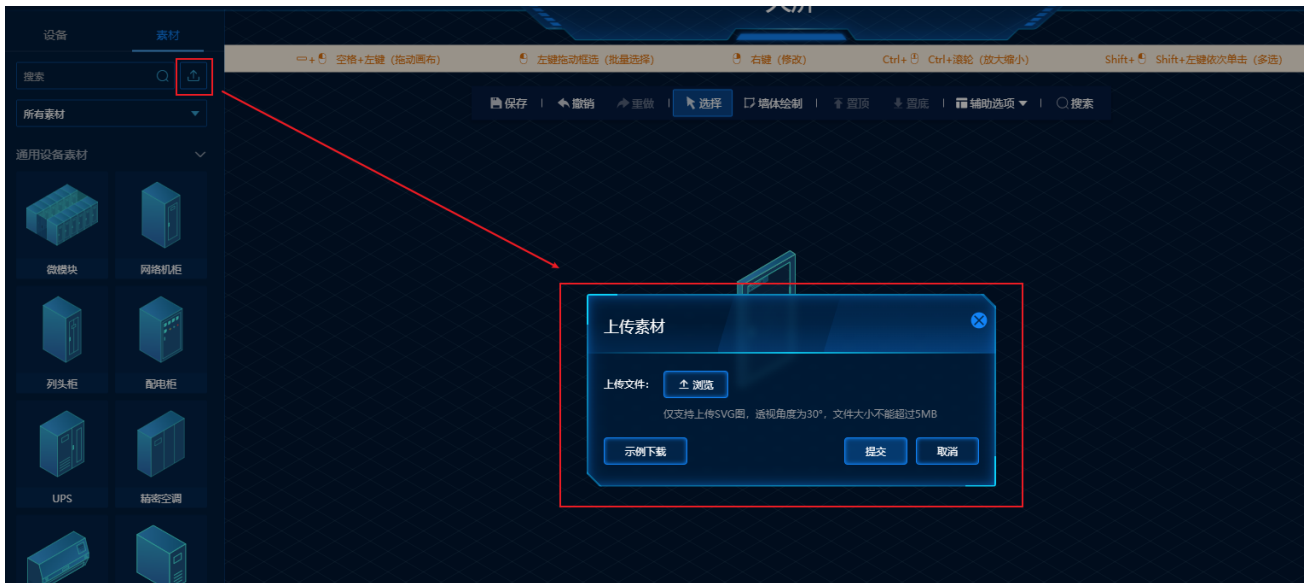 大屏
设备 素材
空格+左键 (拖动画布) 左键拖动框选 (批量选择) 右键 (修改) Ctrl+ Ctrl+滚轮 (放大缩小) Shift+ Shift+左键依次单击 (多选)
搜索
保存 撤销 重做 选择 墙体绘制 置顶 置底 辅助选项 搜索
所有素材
通用设备素材
微模块 网络机柜
上传素材
列头柜 配电柜
上传文件: 浏览
仅支持上传SVG图，透视角度为30°，文件大小不能超过5MB
示例下载 提交 取消
UPS 精密空调